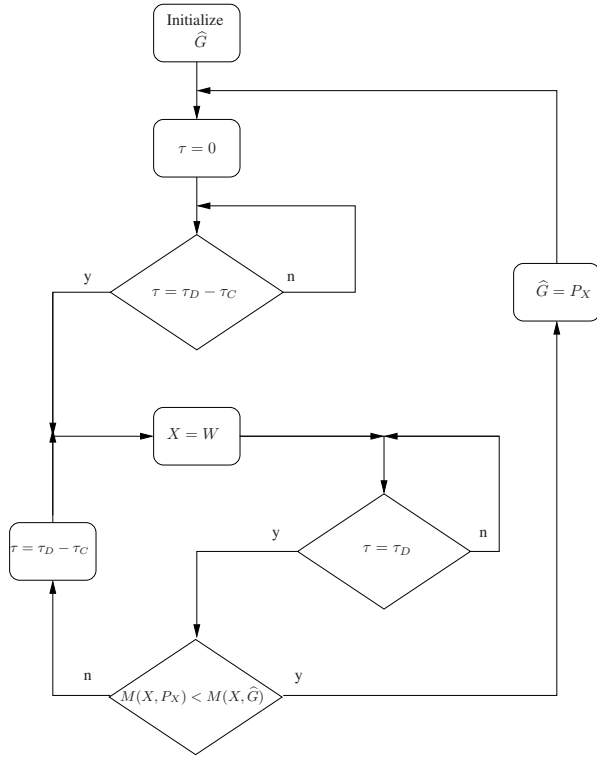 Initialize
Ĝ
τ = 0
y
n
τ = τ_D − τ_C
Ĝ = P_X
X = W
y
n
τ = τ_D
τ = τ_D − τ_C
n
y
M(X, P_X) < M(X, Ĝ)